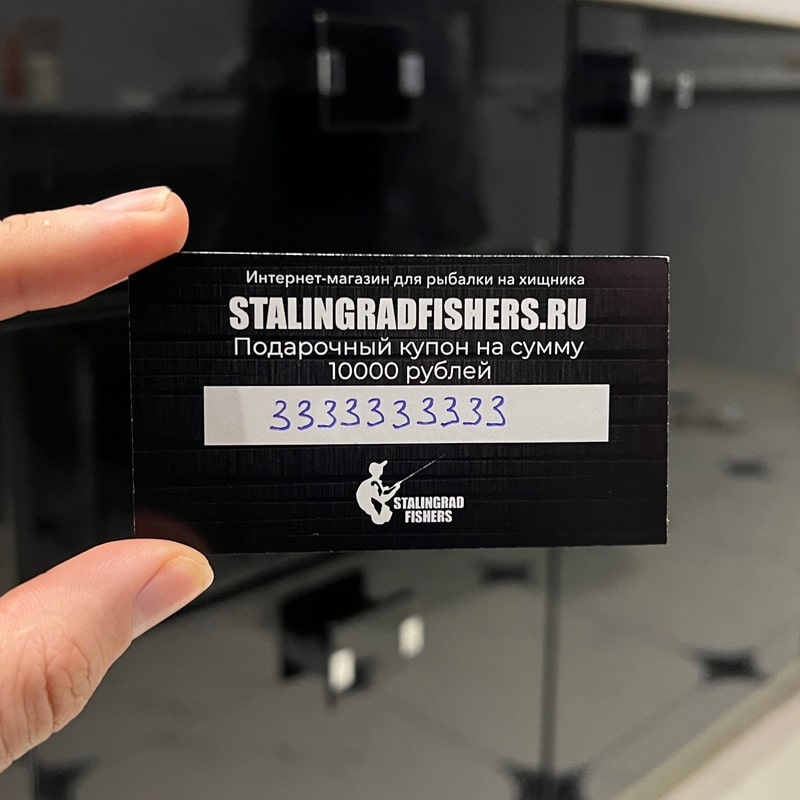 Интернет-магазин для рыбалки на хищника
STALINGRADFISHERS.RU
Подарочный купон на сумму
10000 рублей
3333333333
STALINGRAD
FISHERS